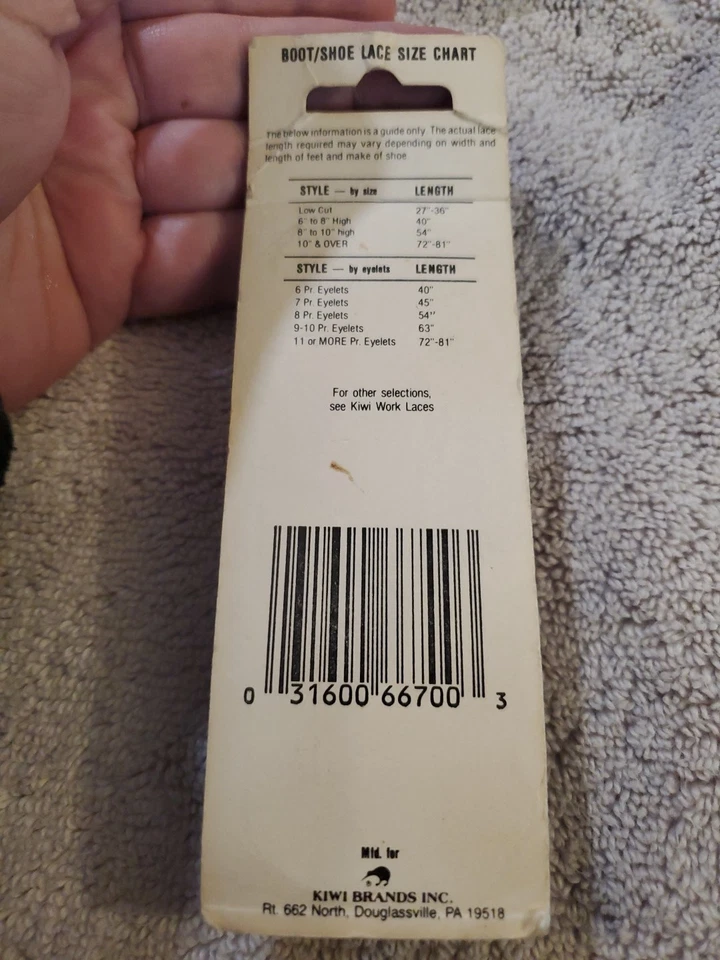 BOOT/SHOE LACE SIZE CHART
The below information is a guide only. The actual lace
length required may vary depending on width and
length of feet and make of shoe.
STYLE — by size LENGTH
Low Cut 27"-36"
6" to 8" High 40"
8" to 10" high 54"
10" & OVER 72"-81"
STYLE — by eyelets LENGTH
6 Pr. Eyelets 40"
7 Pr. Eyelets 45"
8 Pr. Eyelets 54"
9-10 Pr. Eyelets 63"
11 or MORE Pr. Eyelets 72"-81"
For other selections,
see Kiwi Work Laces
0 31600 66700 3
Mfd. for
KIWI BRANDS INC.
Rt. 662 North, Douglassville, PA 19518